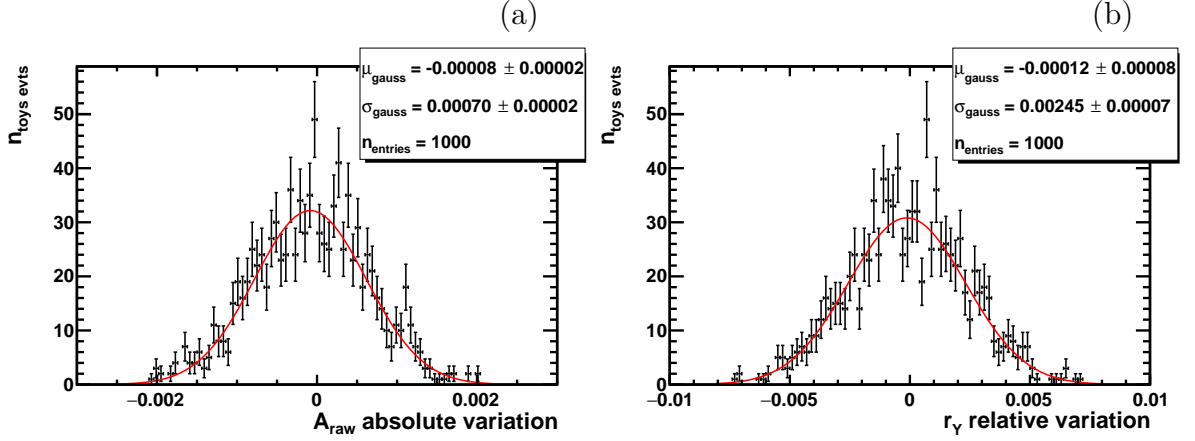 (a)
μgauss = -0.00008 ± 0.00002
σgauss = 0.00070 ± 0.00002
nentries = 1000
ntoys evts
50
40
30
20
10
0
−0.002
0
0.002
Araw absolute variation
(b)
μgauss = -0.00012 ± 0.00008
σgauss = 0.00245 ± 0.00007
nentries = 1000
ntoys evts
50
40
30
20
10
0
−0.01
−0.005
0
0.005
0.01
rY relative variation